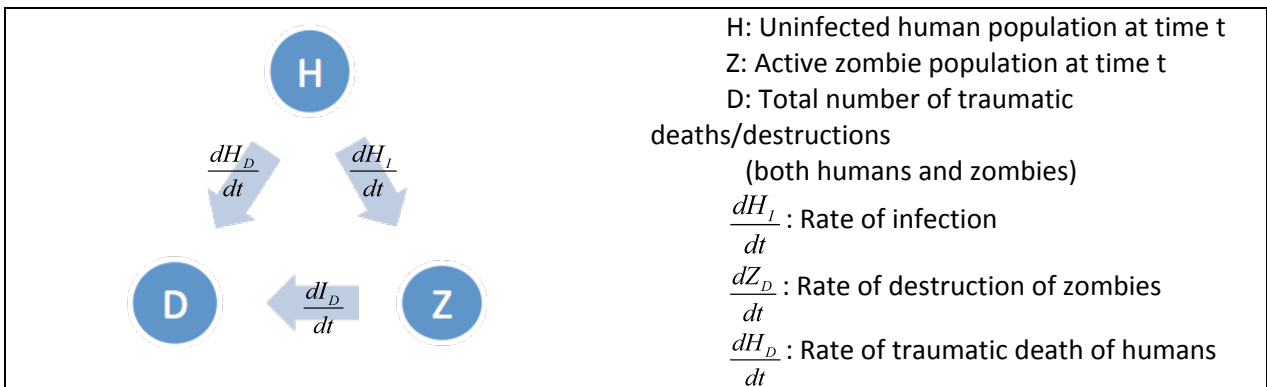 H
dH_D/dt
dH_I/dt
D
dI_D/dt
Z
H: Uninfected human population at time t
Z: Active zombie population at time t
D: Total number of traumatic
deaths/destructions
(both humans and zombies)
dH_I/dt : Rate of infection
dZ_D/dt : Rate of destruction of zombies
dH_D/dt : Rate of traumatic death of humans